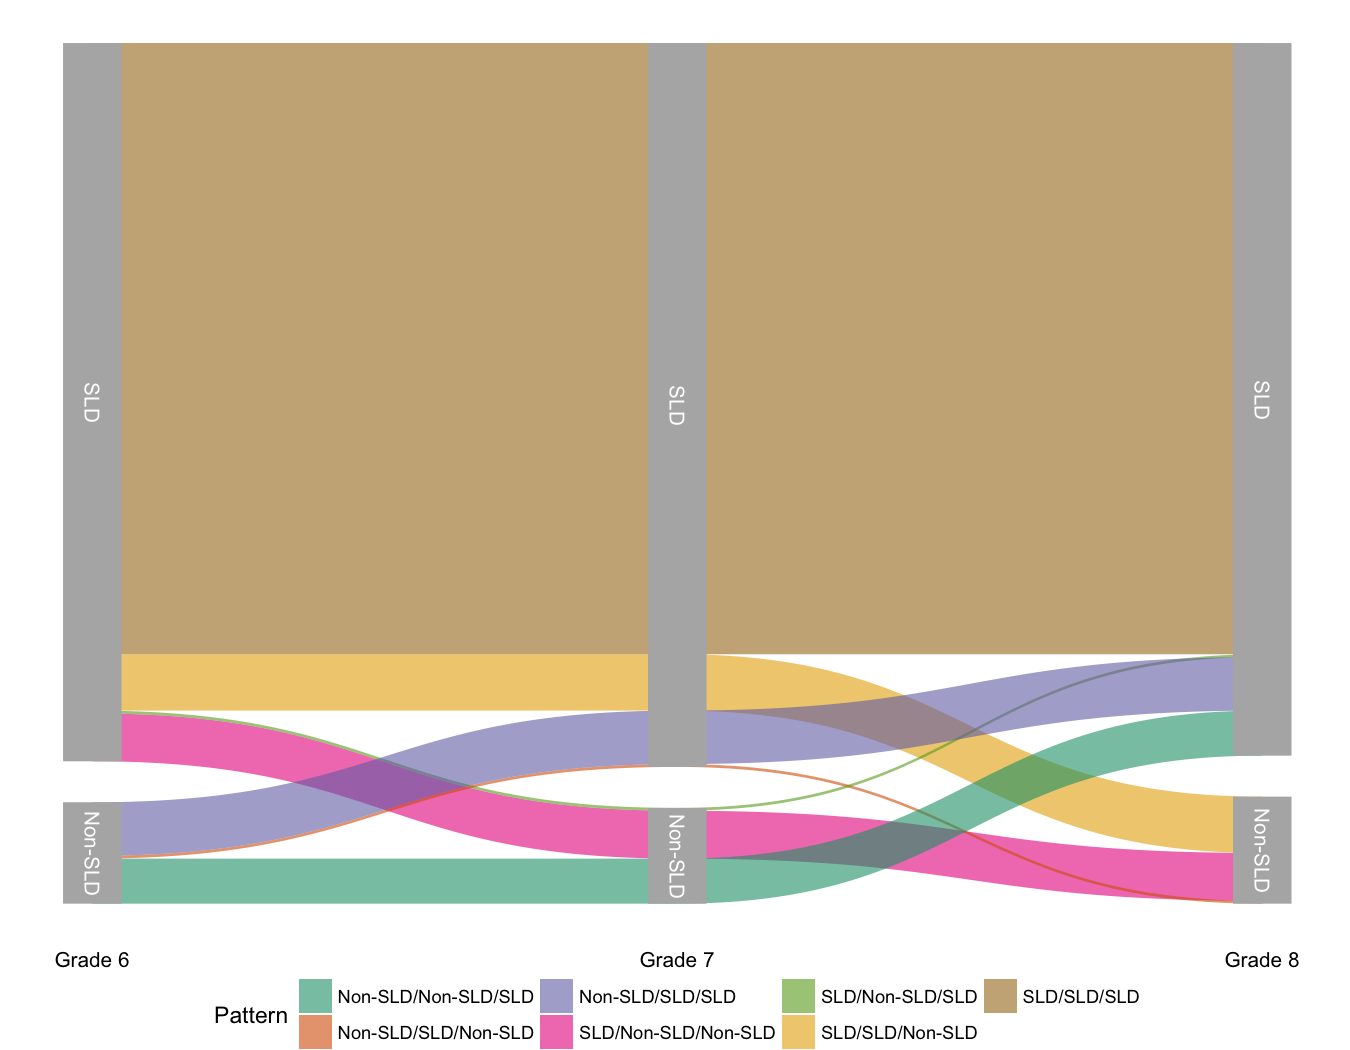 SLD
SLD
SLD
Non-SLD
Non-SLD
Non-SLD
Grade 6
Grade 7
Grade 8
Pattern
Non-SLD/Non-SLD/SLD
Non-SLD/SLD/SLD
SLD/Non-SLD/SLD
SLD/SLD/SLD
Non-SLD/SLD/Non-SLD
SLD/Non-SLD/Non-SLD
SLD/SLD/Non-SLD